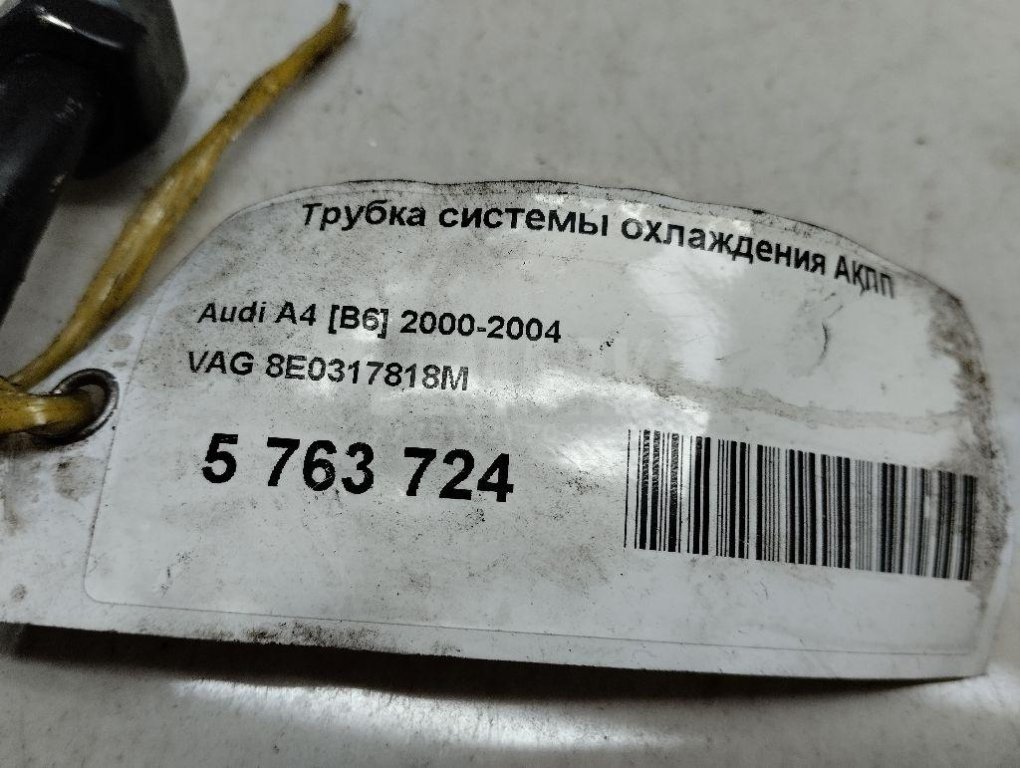 Трубка системы охлаждения АКПП
Audi A4 [B6] 2000-2004
VAG 8E0317818M
5 763 724